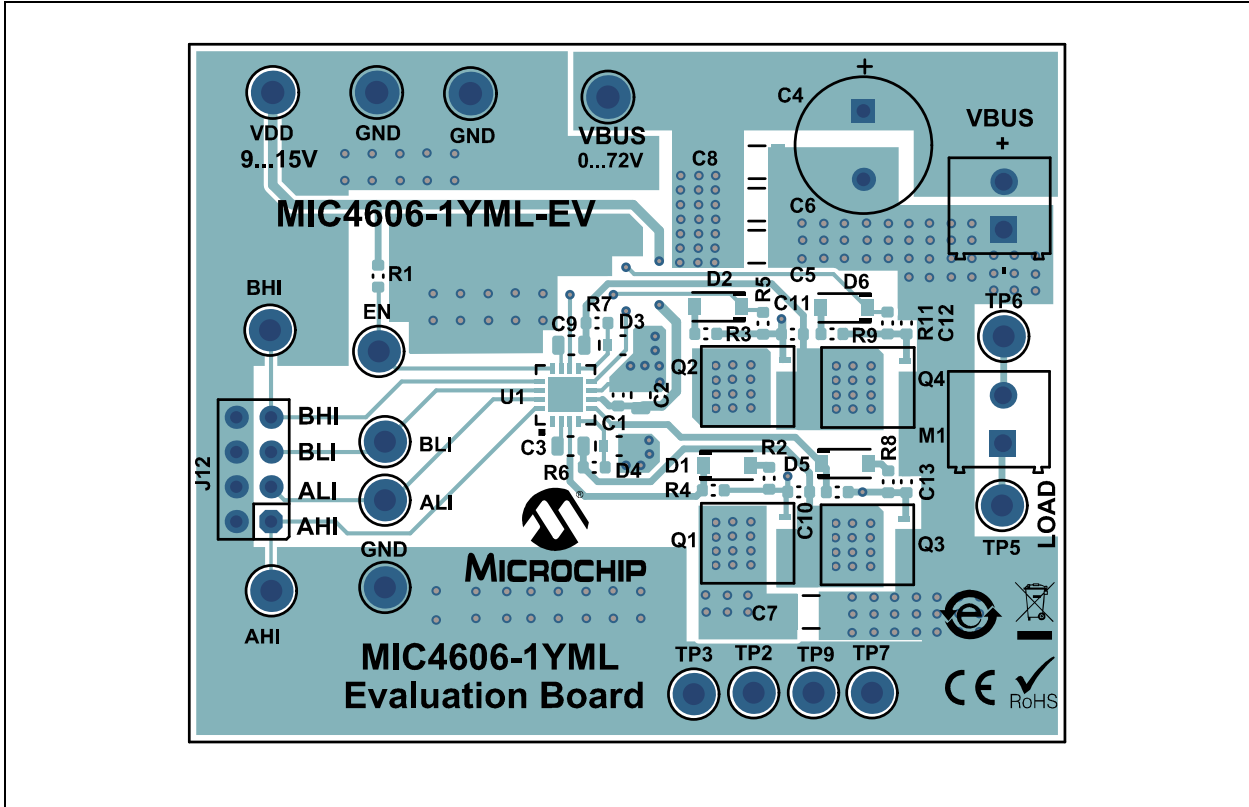 +
C4
VBUS
+
VDD
9...15V
GND
GND
VBUS
0...72V
C8
C6
MIC4606-1YML-EV
-
R1
BHI
EN
R7
D3
C9
D2
R5
C5
C11
D6
R11
C12
TP6
R3
R9
Q2
Q4
U1
C2
C1
C3
R6
D4
M1
BHI
BLI
ALI
AHI
J12
BLI
ALI
D1
R2
D5
R8
R4
C10
C13
Q1
Q3
LOAD
TP5
GND
MICROCHIP
®
AHI
C7
MIC4606-1YML
Evaluation Board
TP3
TP2
TP9
TP7
e
CE
RoHS